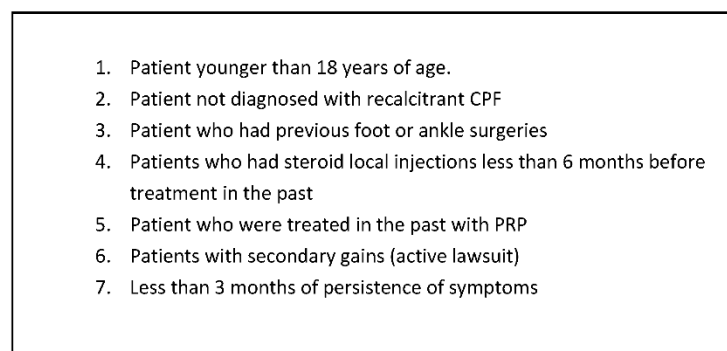 1. Patient younger than 18 years of age.
2. Patient not diagnosed with recalcitrant CPF
3. Patient who had previous foot or ankle surgeries
4. Patients who had steroid local injections less than 6 months before
treatment in the past
5. Patient who were treated in the past with PRP
6. Patients with secondary gains (active lawsuit)
7. Less than 3 months of persistence of symptoms